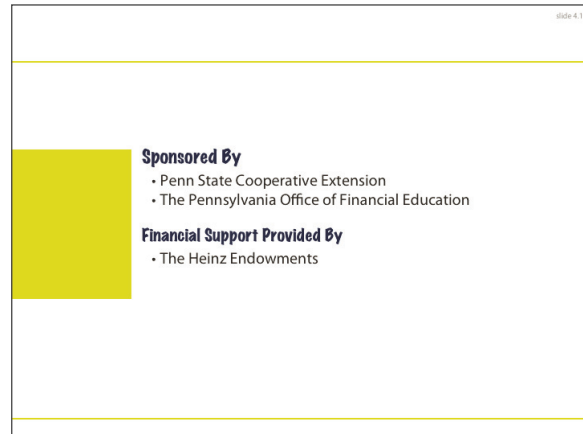 slide 4.1
Sponsored By
• Penn State Cooperative Extension
• The Pennsylvania Office of Financial Education
Financial Support Provided By
• The Heinz Endowments